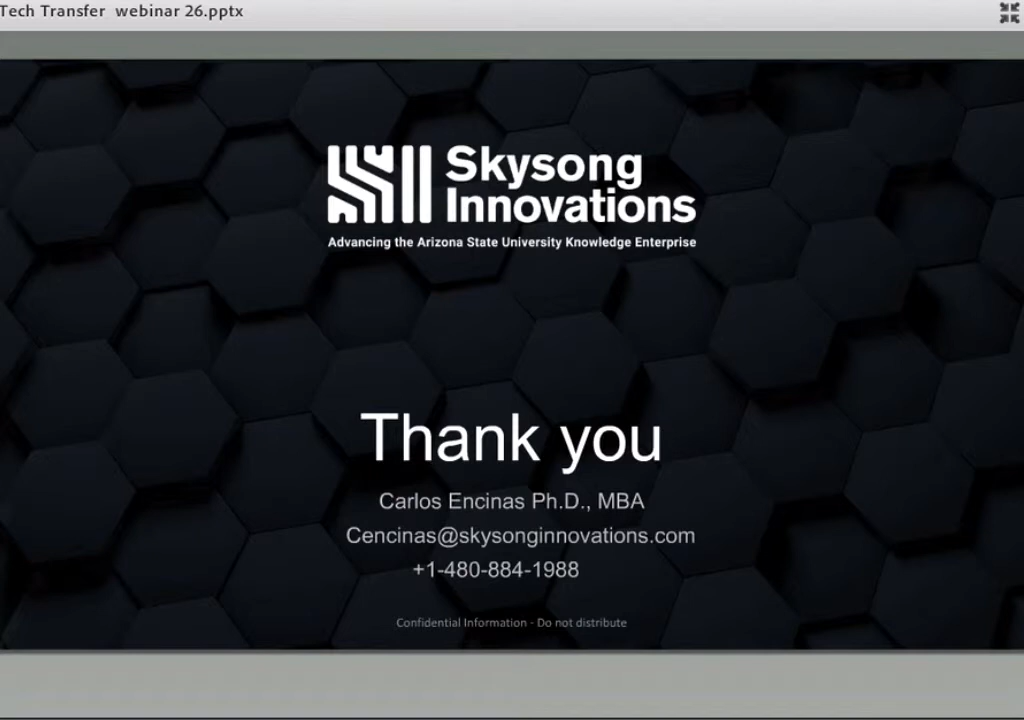 Tech Transfer webinar 26.pptx
Skysong
Innovations
Advancing the Arizona State University Knowledge Enterprise
Thank you
Carlos Encinas Ph.D., MBA
Cencinas@skysonginnovations.com
+1-480-884-1988
Confidential Information - Do not distribute